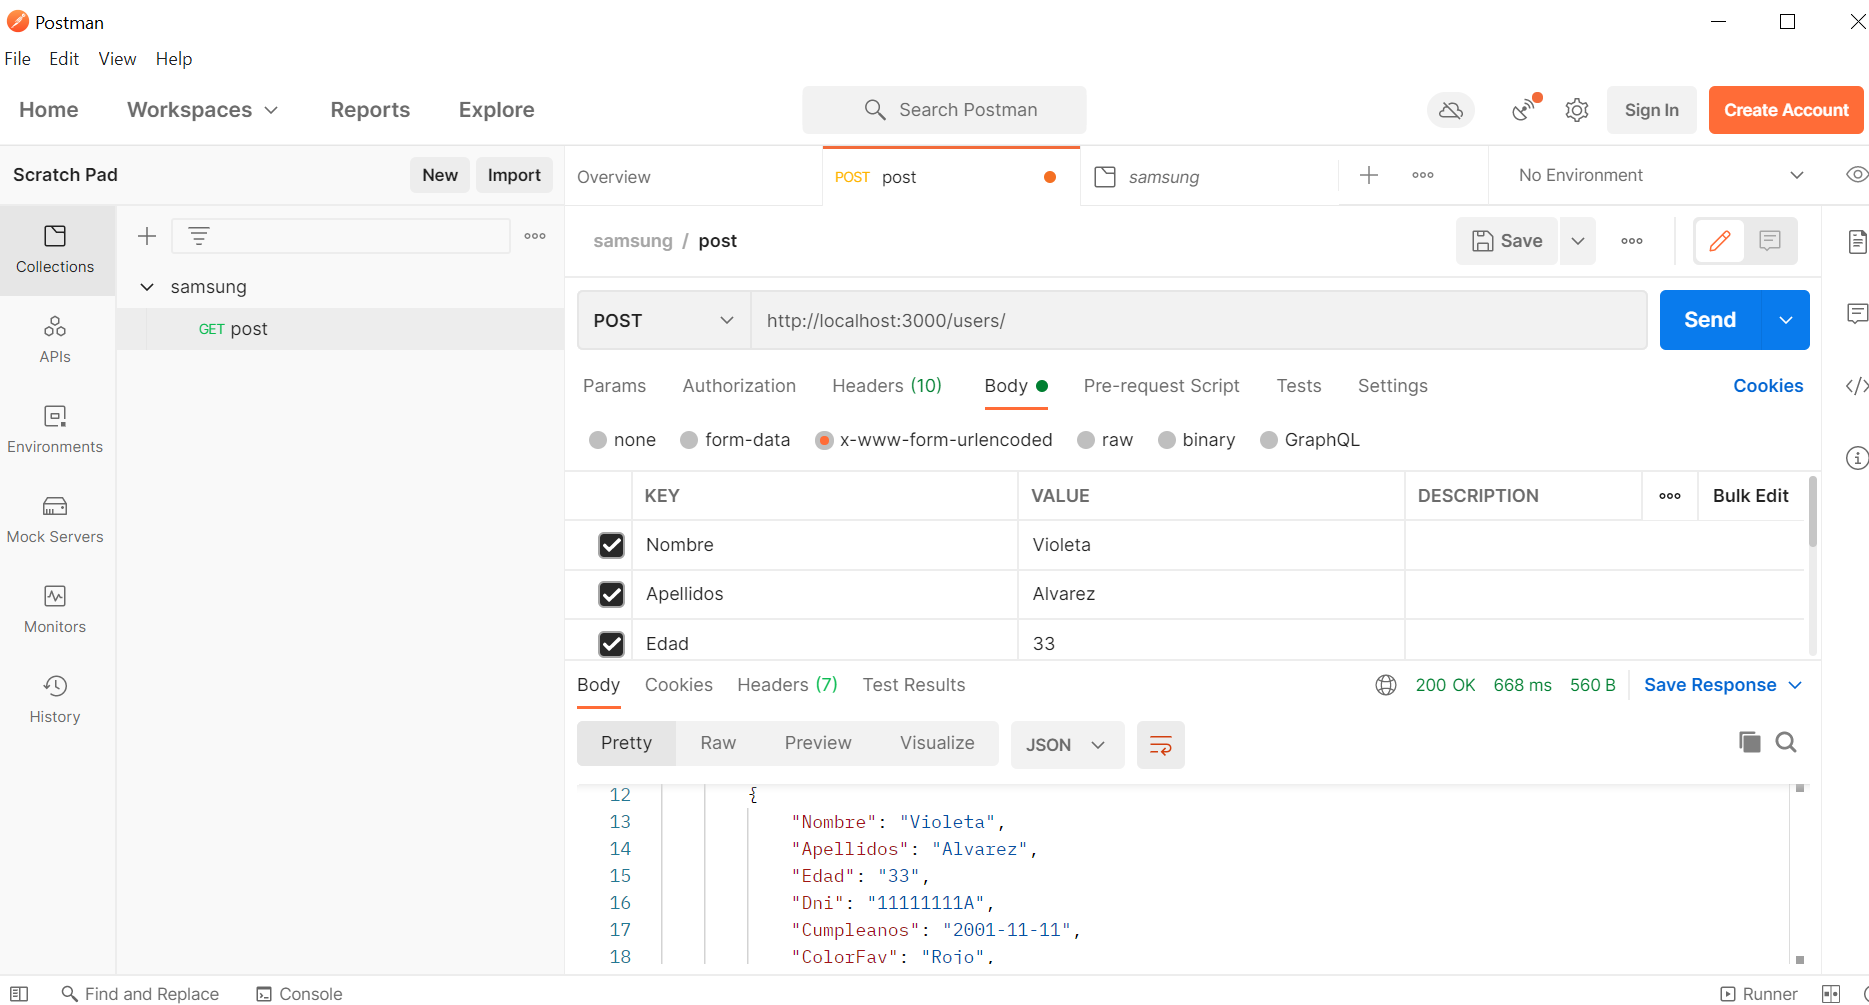 Postman
File Edit View Help
Home Workspaces Reports Explore Search Postman Sign In Create Account
Scratch Pad New Import Overview POST post samsung No Environment
Collections
samsung
GET post
APIs
Environments
Mock Servers
Monitors
History
samsung / post Save
POST http://localhost:3000/users/ Send
Params Authorization Headers (10) Body Pre-request Script Tests Settings Cookies
none form-data x-www-form-urlencoded raw binary GraphQL
KEY VALUE DESCRIPTION Bulk Edit
Nombre Violeta
Apellidos Alvarez
Edad 33
Body Cookies Headers (7) Test Results 200 OK 668 ms 560 B Save Response
Pretty Raw Preview Visualize JSON
12 {
13 "Nombre": "Violeta",
14 "Apellidos": "Alvarez",
15 "Edad": "33",
16 "Dni": "11111111A",
17 "Cumpleanos": "2001-11-11",
18 "ColorFav": "Rojo",
Find and Replace Console Runner